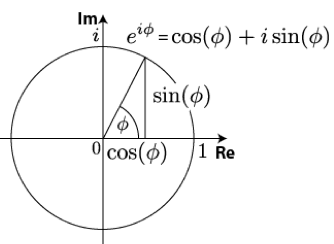 Im
i e^{iϕ} = cos(ϕ) + i sin(ϕ)
sin(ϕ)
ϕ
0 cos(ϕ) 1 Re